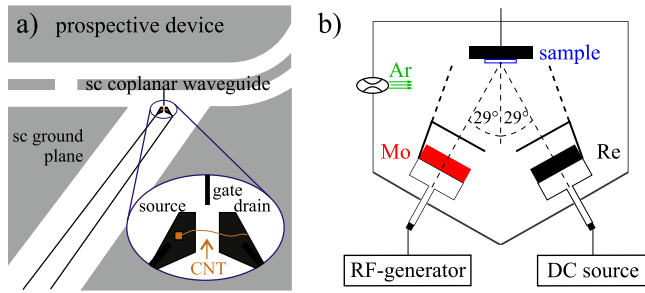 a)
prospective device
sc coplanar waveguide
sc ground
plane
gate
source
drain
CNT
b)
sample
Ar
29°
29°
Mo
Re
RF-generator
DC source